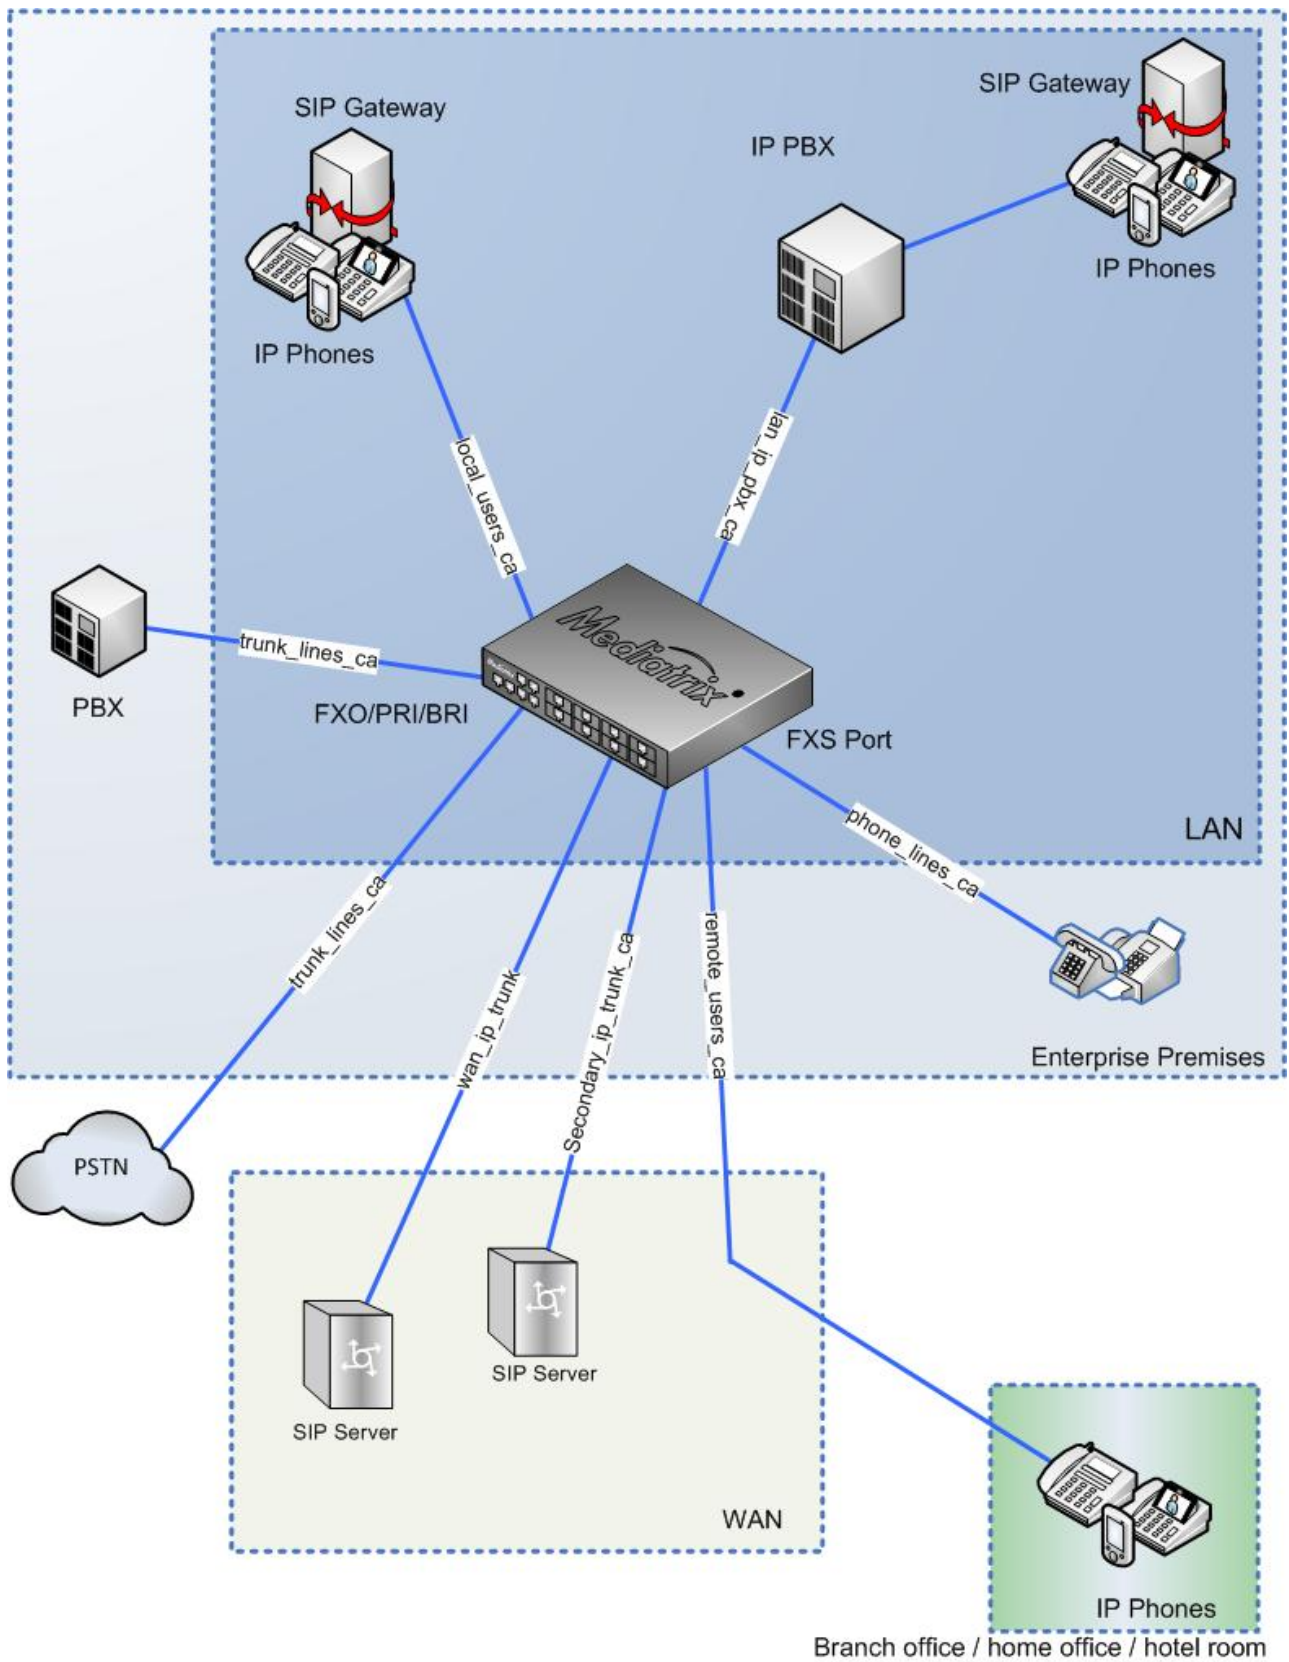 SIP Gateway
SIP Gateway
IP PBX
IP Phones
IP Phones
local_users_ca
lan_ip_pbx_ca
Mediatrix
trunk_lines_ca
PBX
FXO/PRI/BRI
FXS Port
LAN
phone_lines_ca
trunk_lines_ca
wan_ip_trunk
Secondary_ip_trunk_ca
remote_users_ca
Enterprise Premises
PSTN
SIP Server
SIP Server
WAN
IP Phones
Branch office / home office / hotel room